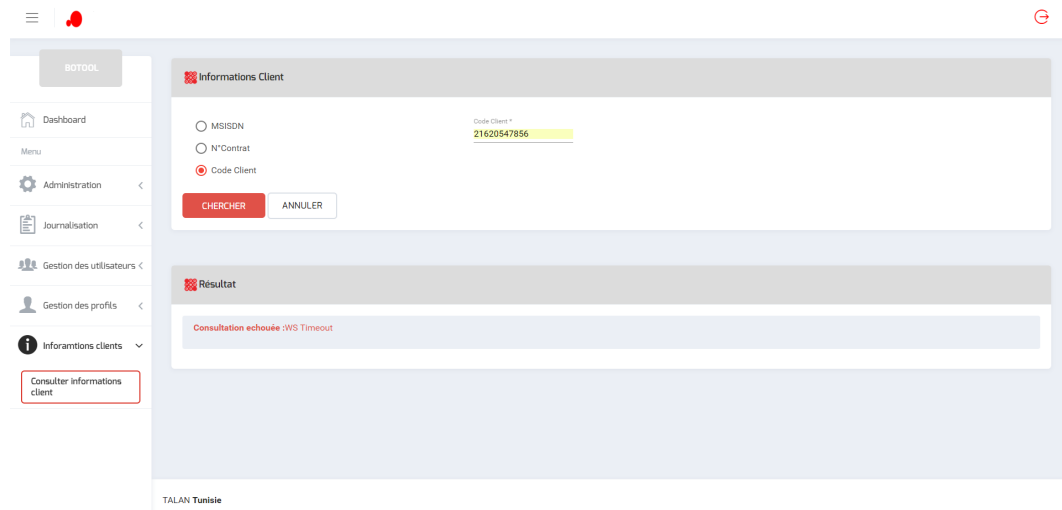 BOTOOL
Dashboard
Menu
Administration
Journalisation
Gestion des utilisateurs
Gestion des profils
Inforamtions clients
Consulter informations
client
Informations Client
MSISDN
N°Contrat
Code Client
Code Client *
21620547856
CHERCHER
ANNULER
Résultat
Consultation echouée :WS Timeout
TALAN Tunisie